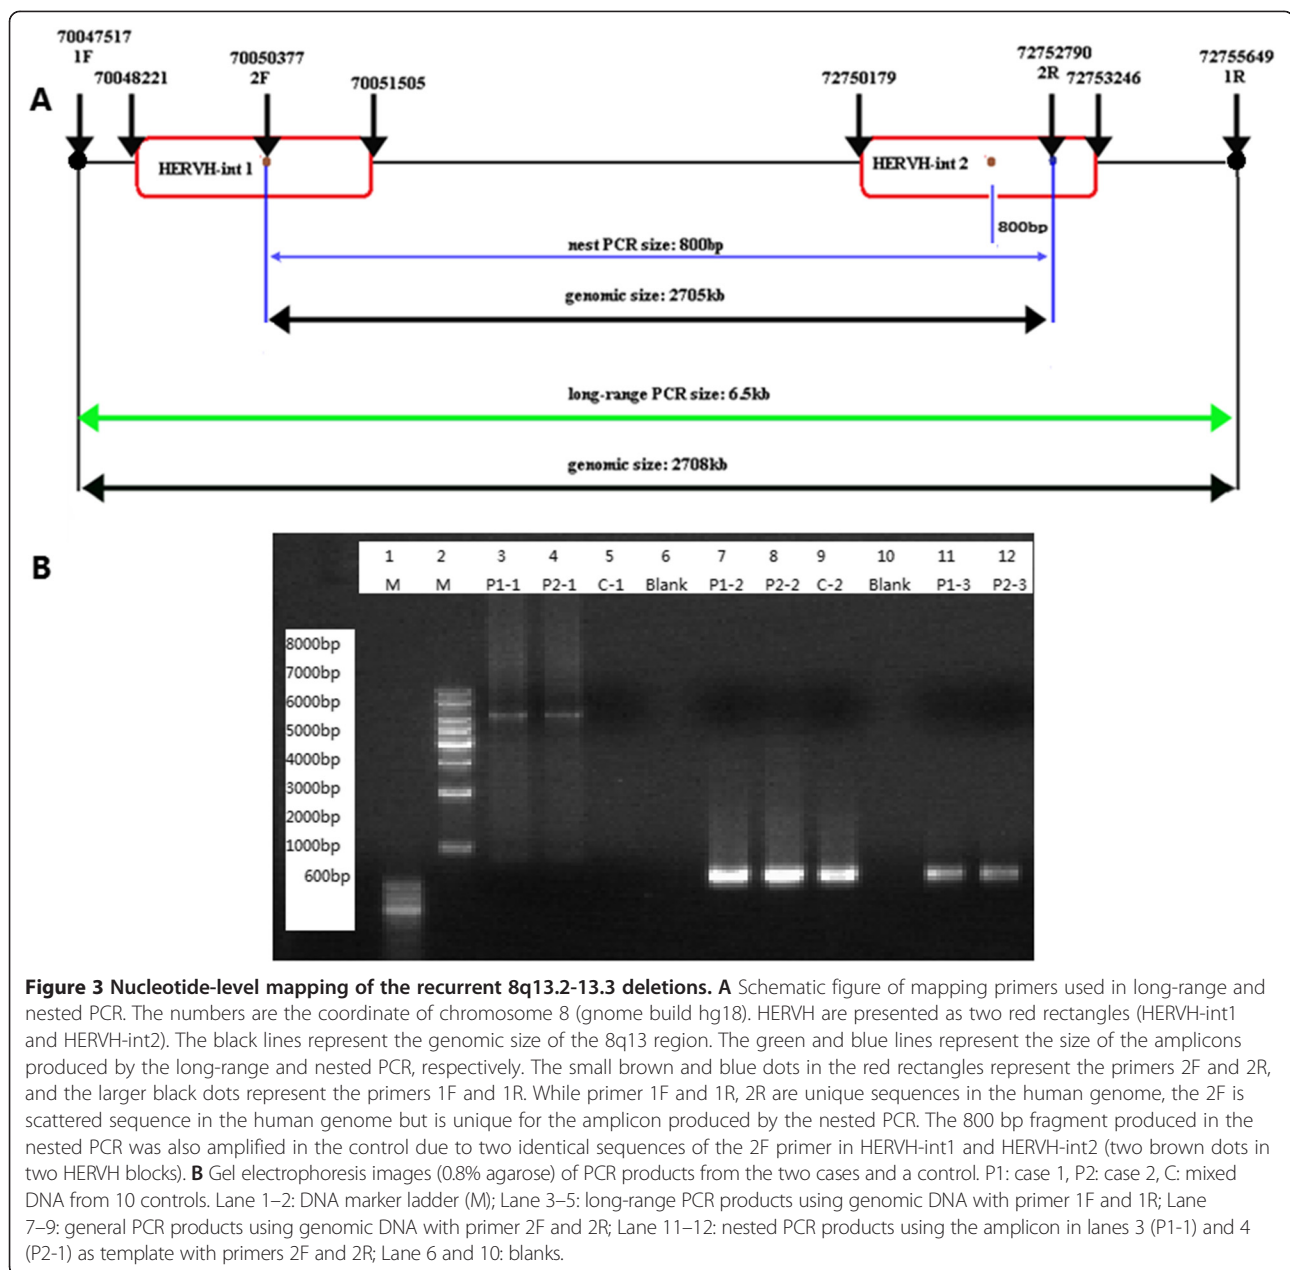 70047517
1F
70048221
70050377
2F
70051505
72750179
72752790
2R
72753246
72755649
1R
A
HERVH-int 1
HERVH-int 2
800bp
nest PCR size: 800bp
genomic size: 2705kb
long-range PCR size: 6.5kb
genomic size: 2708kb
B
1 2 3 4 5 6 7 8 9 10 11 12
M M P1-1 P2-1 C-1 Blank P1-2 P2-2 C-2 Blank P1-3 P2-3
8000bp
7000bp
6000bp
5000bp
4000bp
3000bp
2000bp
1000bp
600bp
Figure 3 Nucleotide-level mapping of the recurrent 8q13.2-13.3 deletions. A Schematic figure of mapping primers used in long-range and
nested PCR. The numbers are the coordinate of chromosome 8 (gnome build hg18). HERVH are presented as two red rectangles (HERVH-int1
and HERVH-int2). The black lines represent the genomic size of the 8q13 region. The green and blue lines represent the size of the amplicons
produced by the long-range and nested PCR, respectively. The small brown and blue dots in the red rectangles represent the primers 2F and 2R,
and the larger black dots represent the primers 1F and 1R. While primer 1F and 1R, 2R are unique sequences in the human genome, the 2F is
scattered sequence in the human genome but is unique for the amplicon produced by the nested PCR. The 800 bp fragment produced in the
nested PCR was also amplified in the control due to two identical sequences of the 2F primer in HERVH-int1 and HERVH-int2 (two brown dots in
two HERVH blocks). B Gel electrophoresis images (0.8% agarose) of PCR products from the two cases and a control. P1: case 1, P2: case 2, C: mixed
DNA from 10 controls. Lane 1–2: DNA marker ladder (M); Lane 3–5: long-range PCR products using genomic DNA with primer 1F and 1R; Lane
7–9: general PCR products using genomic DNA with primer 2F and 2R; Lane 11–12: nested PCR products using the amplicon in lanes 3 (P1-1) and 4
(P2-1) as template with primers 2F and 2R; Lane 6 and 10: blanks.